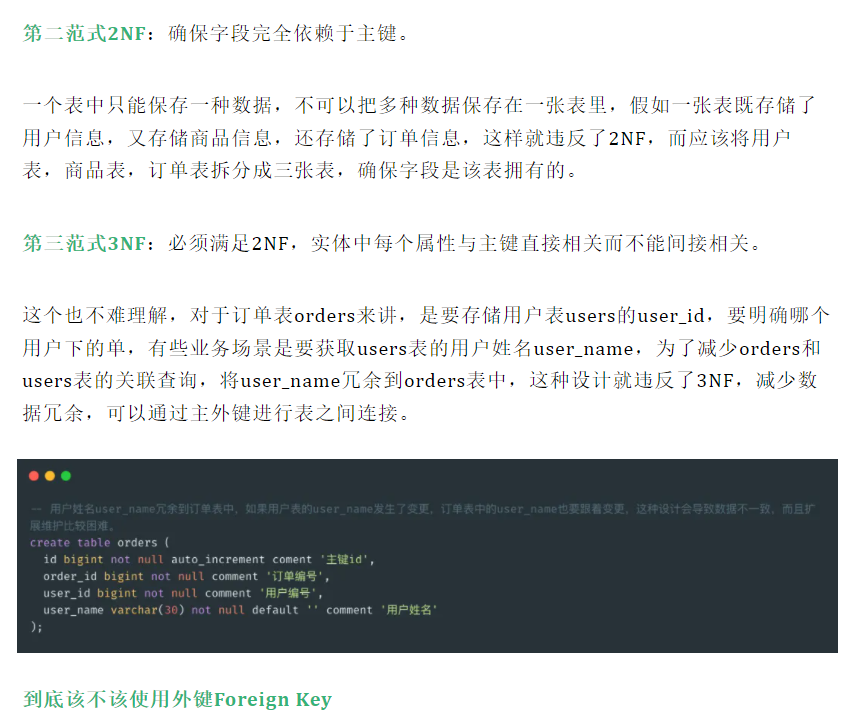 第二范式2NF：确保字段完全依赖于主键。
一个表中只能保存一种数据，不可以把多种数据保存在一张表里，假如一张表既存储了
用户信息，又存储商品信息，还存储了订单信息，这样就违反了2NF，而应该将用户
表，商品表，订单表拆分成三张表，确保字段是该表拥有的。
第三范式3NF：必须满足2NF，实体中每个属性与主键直接相关而不能间接相关。
这个也不难理解，对于订单表orders来讲，是要存储用户表users的user_id，要明确哪个
用户下的单，有些业务场景是要获取users表的用户姓名user_name，为了减少orders和
users表的关联查询，将user_name冗余到orders表中，这种设计就违反了3NF，减少数
据冗余，可以通过主外键进行表之间连接。
-- 用户姓名user_name冗余到订单表中，如果用户表的user_name发生了变更，订单表中的user_name也要跟着变更，这种设计会导致数据不一致，而且扩
展维护比较困难。
create table orders (
id bigint not null auto_increment coment '主键id',
order_id bigint not null comment '订单编号',
user_id bigint not null comment '用户编号',
user_name varchar(30) not null default '' comment '用户姓名'
);
到底该不该使用外键Foreign Key